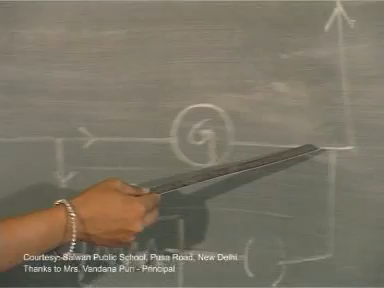 G
Courtesy:-Salwan Public School, Pusa Road, New Delhi.
Thanks to Mrs. Vandana Puri - Principal